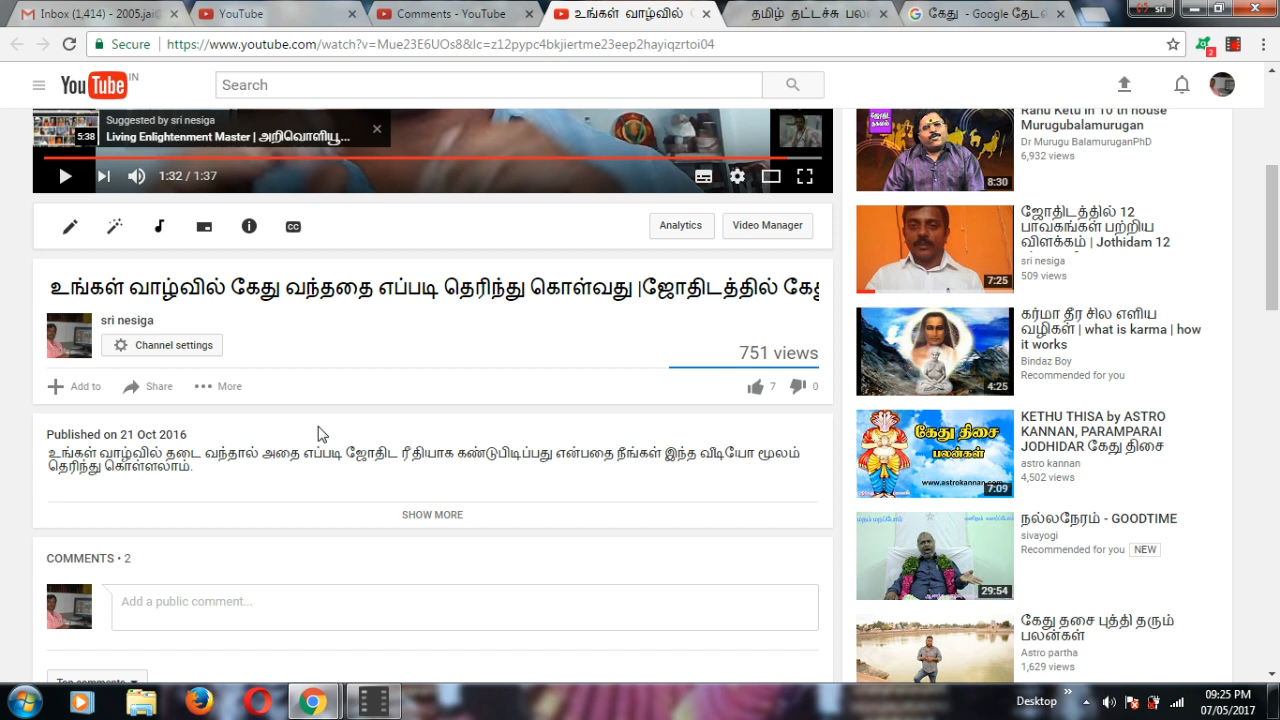 Inbox (1,414) - 2005.jai@
YouTube
Comments - YouTube
உங்கள் வாழ்வில்
தமிழ் தட்டச்சு பல
கேது - Google தேடல்
sri
Secure
https://www.youtube.com/watch?v=Mue23E6UOs8&lc=z12
2
YouTube IN
Search
Suggested by sri nesiga
5:38
Living Enlightenment Master | அறிவொளியூ...
1:32 / 1:37
Analytics
Video Manager
உங்கள் வாழ்வில் கேது வந்ததை எப்படி தெரிந்து கொள்வது |ஜோதிடத்தில் கேது
sri nesiga
Channel settings
751 views
Add to
Share
More
7
0
Published on 21 Oct 2016
உங்கள் வாழ்வில் தடை வந்தால் அதை எப்படி ஜோதிட ரீதியாக கண்டுபிடிப்பது என்பதை நீங்கள் இந்த வீடியோ மூலம்
தெரிந்து கொள்ளலாம்.
SHOW MORE
COMMENTS • 2
Add a public comment...
Top comments
Rahu Ketu in 10 th house
Murugubalamurugan
Dr Murugu BalamuruganPhD
6,932 views
8:30
ஜோதிடத்தில் 12
பாவகங்கள் பற்றிய
விளக்கம் | Jothidam 12
sri nesiga
509 views
7:25
கர்மா தீர சில எளிய
வழிகள் | what is karma | how
it works
Bindaz Boy
Recommended for you
4:25
KETHU THISA by ASTRO
KANNAN, PARAMPARAI
JODHIDAR கேது திசை
astro kannan
4,502 views
கேது திசை
பலன்கள்
www.astrokannan.com
7:09
நல்லநேரம் - GOODTIME
sivayogi
Recommended for you NEW
29:54
கேது தசை புத்தி தரும்
பலன்கள்
Astro partha
1,629 views
Desktop
09:25 PM
07/05/2017